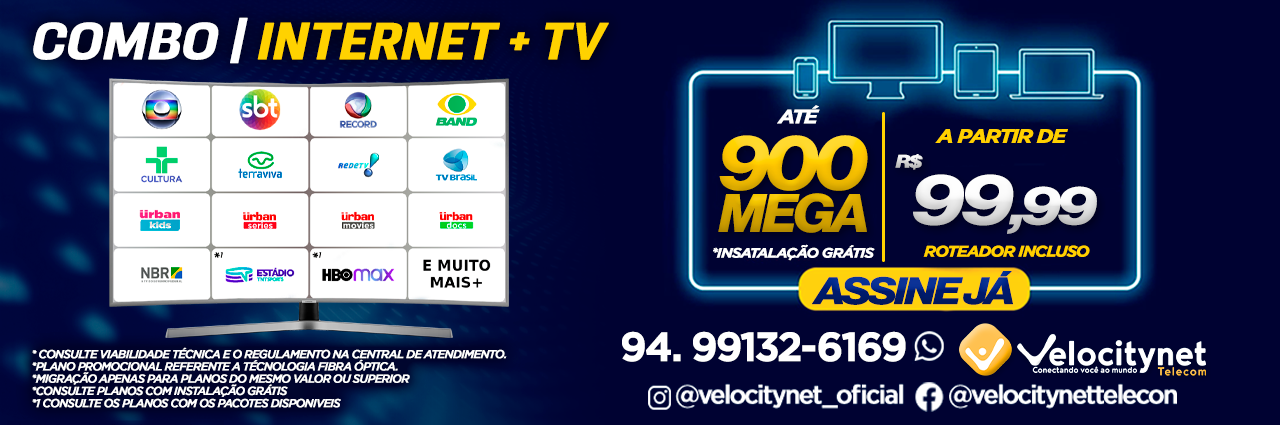 COMBO | INTERNET + TV
sbt
RECORD
BAND
CULTURA
terraviva
REDETV!
TV BRASIL
ürban kids
ürban series
ürban movies
ürban docs
NBR
*1 ESTÁDIO
TNT SPORTS
*1 HBOmax
E MUITO
MAIS+
* CONSULTE VIABILIDADE TÉCNICA E O REGULAMENTO NA CENTRAL DE ATENDIMENTO.
*PLANO PROMOCIONAL REFERENTE A TÉCNOLOGIA FIBRA ÓPTICA.
*MIGRAÇÃO APENAS PARA PLANOS DO MESMO VALOR OU SUPERIOR
*CONSULTE PLANOS COM INSTALAÇÃO GRÁTIS
*1 CONSULTE OS PLANOS COM OS PACOTES DISPONIVEIS
ATÉ
900
MEGA
*INSATALAÇÃO GRÁTIS
A PARTIR DE
R$ 99,99
ROTEADOR INCLUSO
ASSINE JÁ
94. 99132-6169
Velocitynet
Conectando você ao mundo Telecom
@velocitynet_oficial @velocitynettelecon